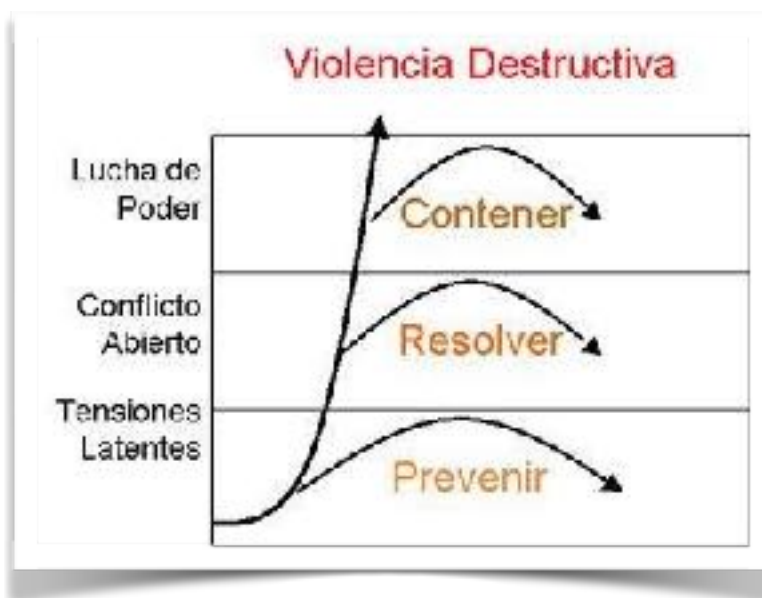 Violencia Destructiva
Lucha de
Poder
Contener
Conflicto
Abierto
Resolver
Tensiones
Latentes
Prevenir